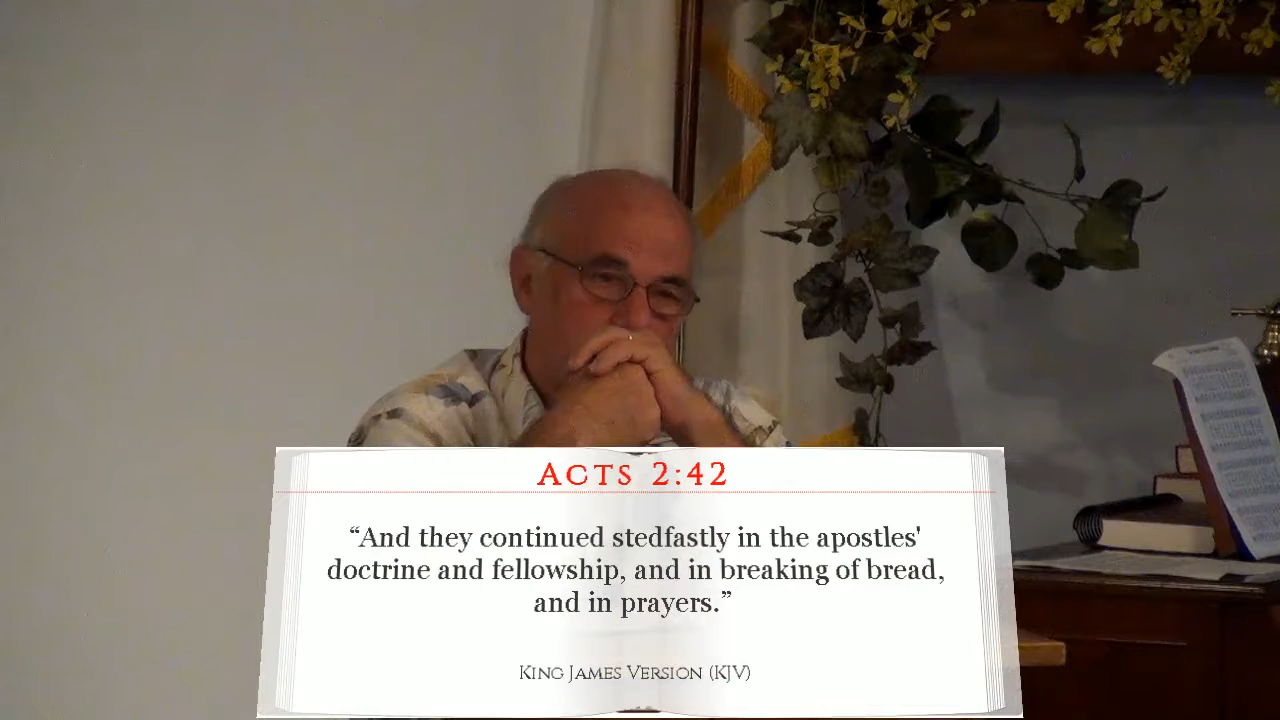 Acts 2:42
“And they continued stedfastly in the apostles'
doctrine and fellowship, and in breaking of bread,
and in prayers.”
King James Version (KJV)